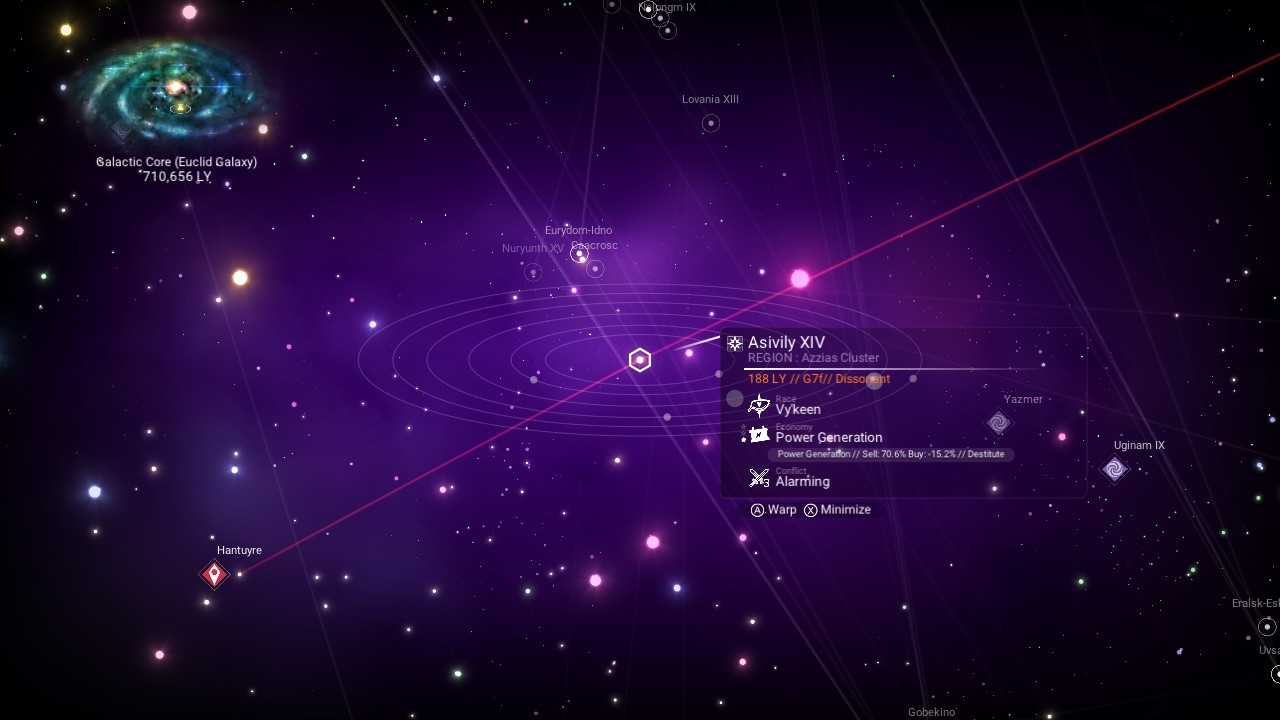 Nolongm IX
Lovania XIII
Galactic Core (Euclid Galaxy)
710,656 LY
Eurydom-Idno
Nuryunth XV
Asivily XIV
REGION : Azzias Cluster
188 LY // G7f// Dissonant
Race
Vykeen
Economy
Power Generation
Power Generation // Sell: 70.6% Buy: -15.2% // Destitute
Conflict
Alarming
A Warp X Minimize
Yazmer
Uginam IX
Hantuyre
Gobekino